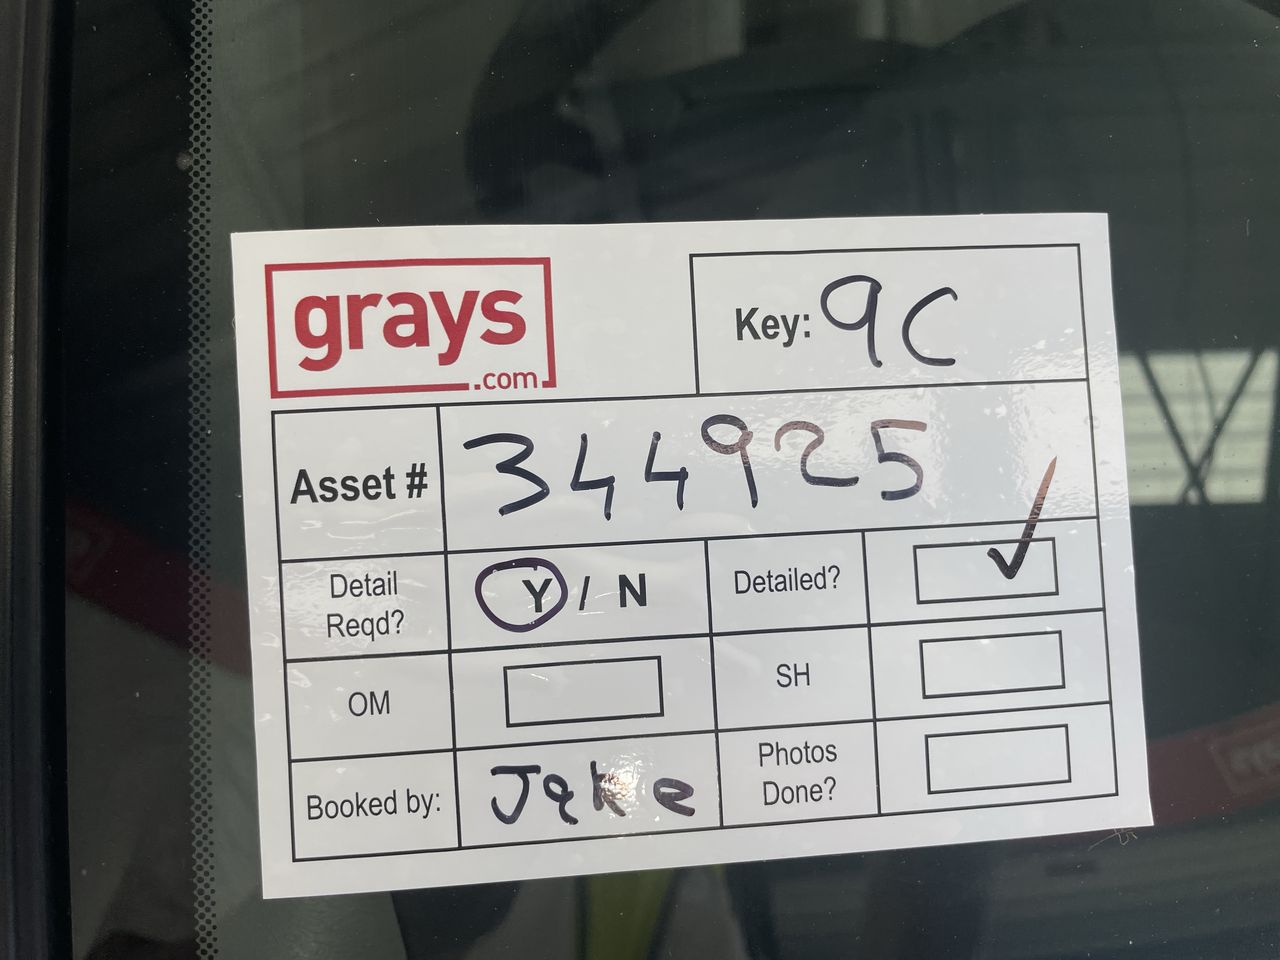 grays
.com
Key: 9C
Asset # 344925
Detail Reqd? Y / N Detailed? ✓
OM SH
Booked by: Jake Photos Done?